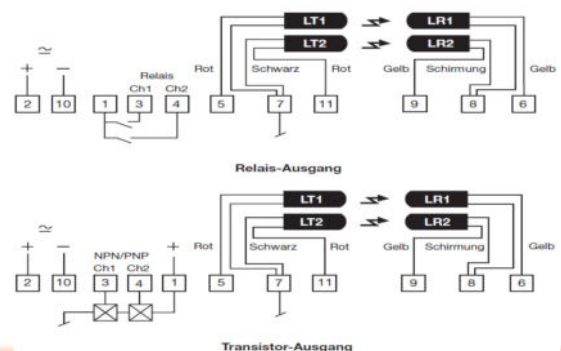 LT1 LR1
LT2 LR2
≃
+ − Relais Rot Schwarz Rot Gelb Schirmung Gelb
Ch1 Ch2
2 10 1 3 4 5 7 11 9 8 6
Relais-Ausgang
LT1 LR1
LT2 LR2
≃
+ − NPN/PNP + Rot Schwarz Rot Gelb Schirmung Gelb
Ch1 Ch2
2 10 3 4 1 5 7 11 9 8 6
Transistor-Ausgang